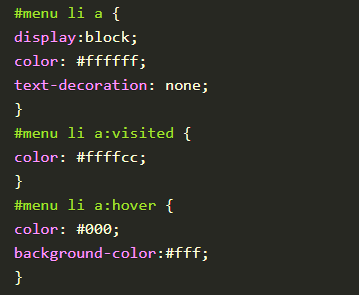 #menu li a {
display:block;
color: #ffffff;
text-decoration: none;
}
#menu li a:visited {
color: #ffffcc;
}
#menu li a:hover {
color: #000;
background-color:#fff;
}